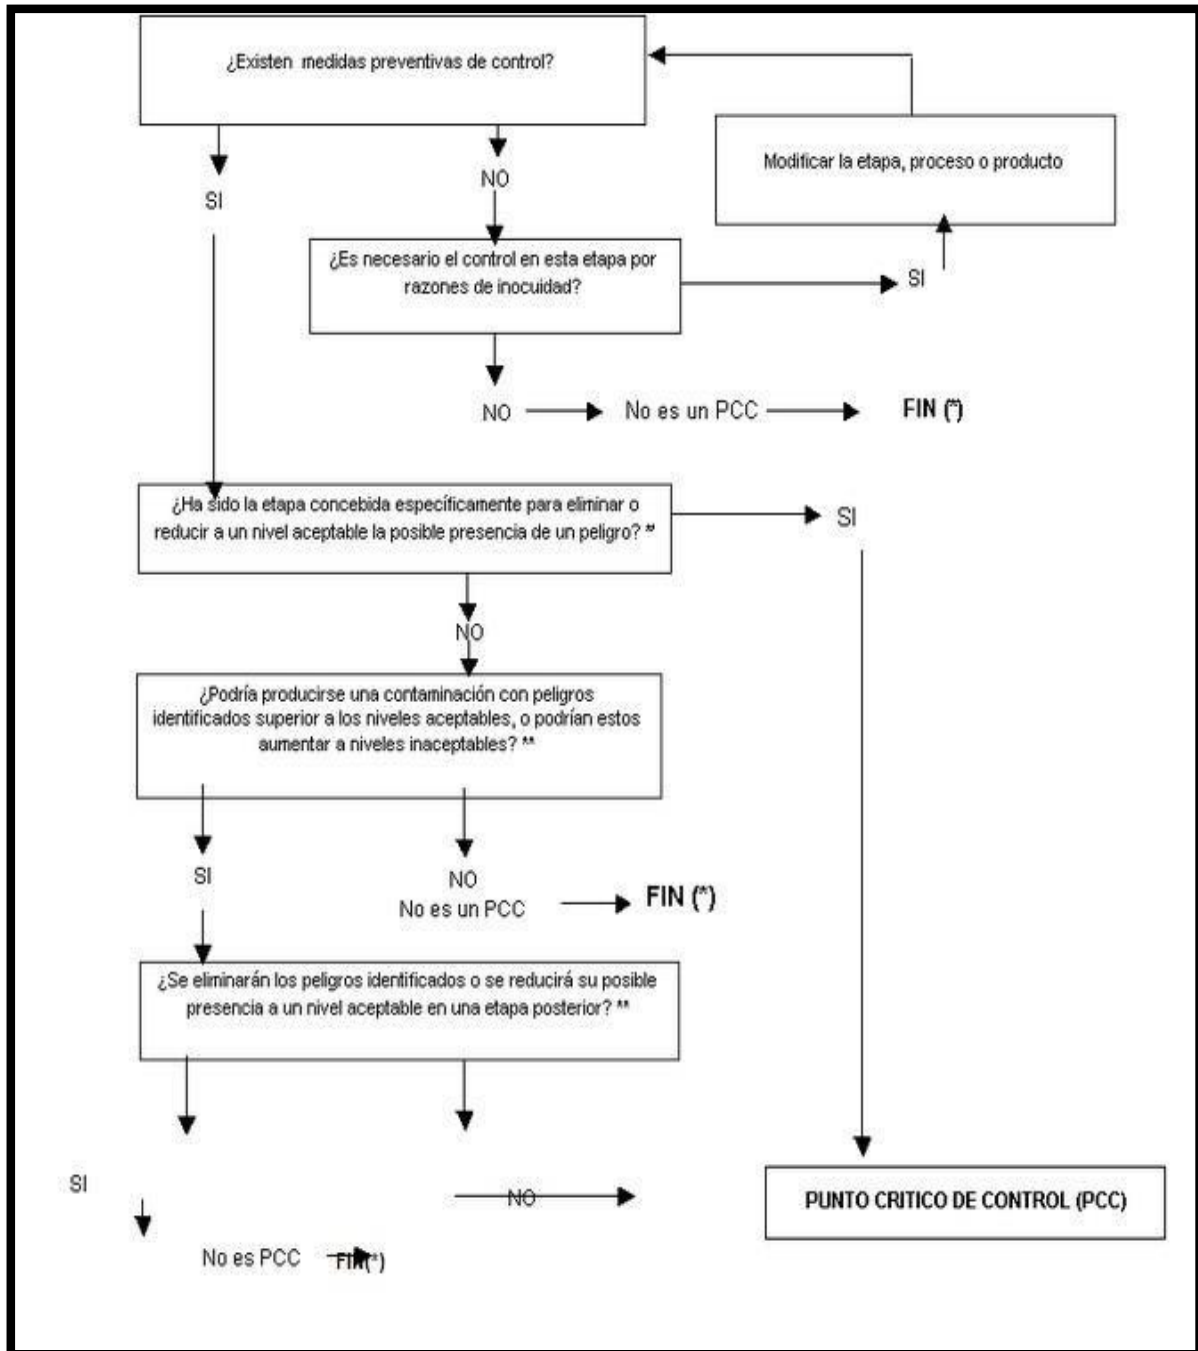 ¿Existen medidas preventivas de control?
Modificar la etapa, proceso o producto
SI
NO
¿Es necesario el control en esta etapa por
razones de inocuidad?
SI
NO
No es un PCC
FIN (*)
¿Ha sido la etapa concebida específicamente para eliminar o
reducir a un nivel aceptable la posible presencia de un peligro? **
SI
NO
¿Podría producirse una contaminación con peligros
identificados superior a los niveles aceptables, o podrían estos
aumentar a niveles inaceptables? **
SI
NO
No es un PCC
FIN (*)
¿Se eliminarán los peligros identificados o se reducirá su posible
presencia a un nivel aceptable en una etapa posterior? **
SI
NO
PUNTO CRITICO DE CONTROL (PCC)
No es PCC
FIN(*)